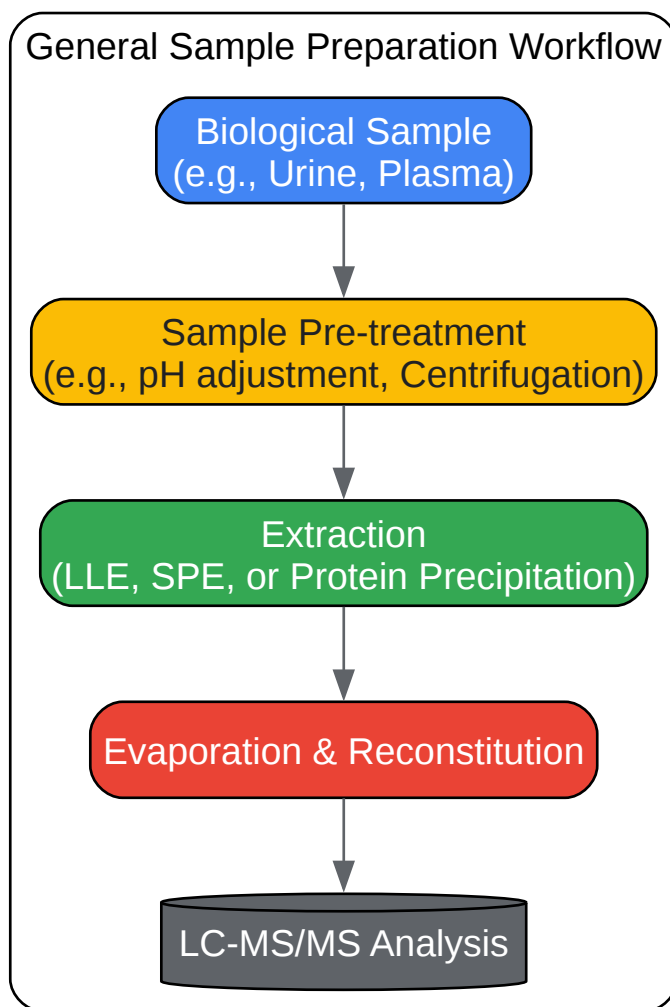 General Sample Preparation Workflow
Biological Sample
(e.g., Urine, Plasma)
Sample Pre-treatment
(e.g., pH adjustment, Centrifugation)
Extraction
(LLE, SPE, or Protein Precipitation)
Evaporation & Reconstitution
LC-MS/MS Analysis